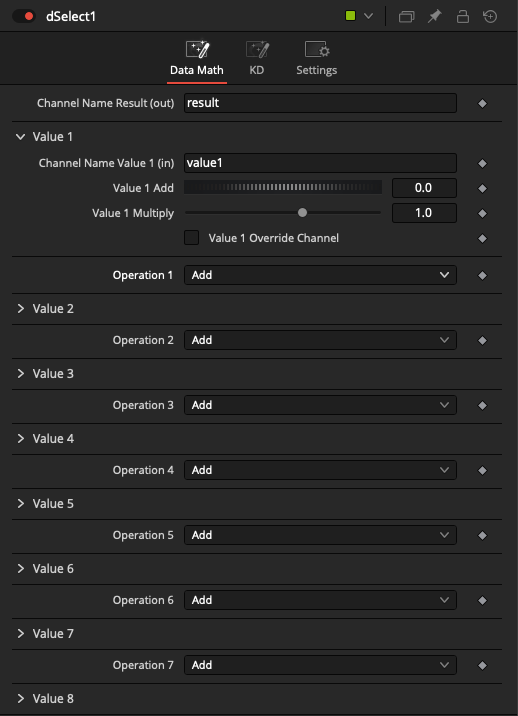 dSelect1
Data Math KD Settings
Channel Name Result (out) result
Value 1
Channel Name Value 1 (in) value1
Value 1 Add 0.0
Value 1 Multiply 1.0
Value 1 Override Channel
Operation 1 Add
Value 2
Operation 2 Add
Value 3
Operation 3 Add
Value 4
Operation 4 Add
Value 5
Operation 5 Add
Value 6
Operation 6 Add
Value 7
Operation 7 Add
Value 8